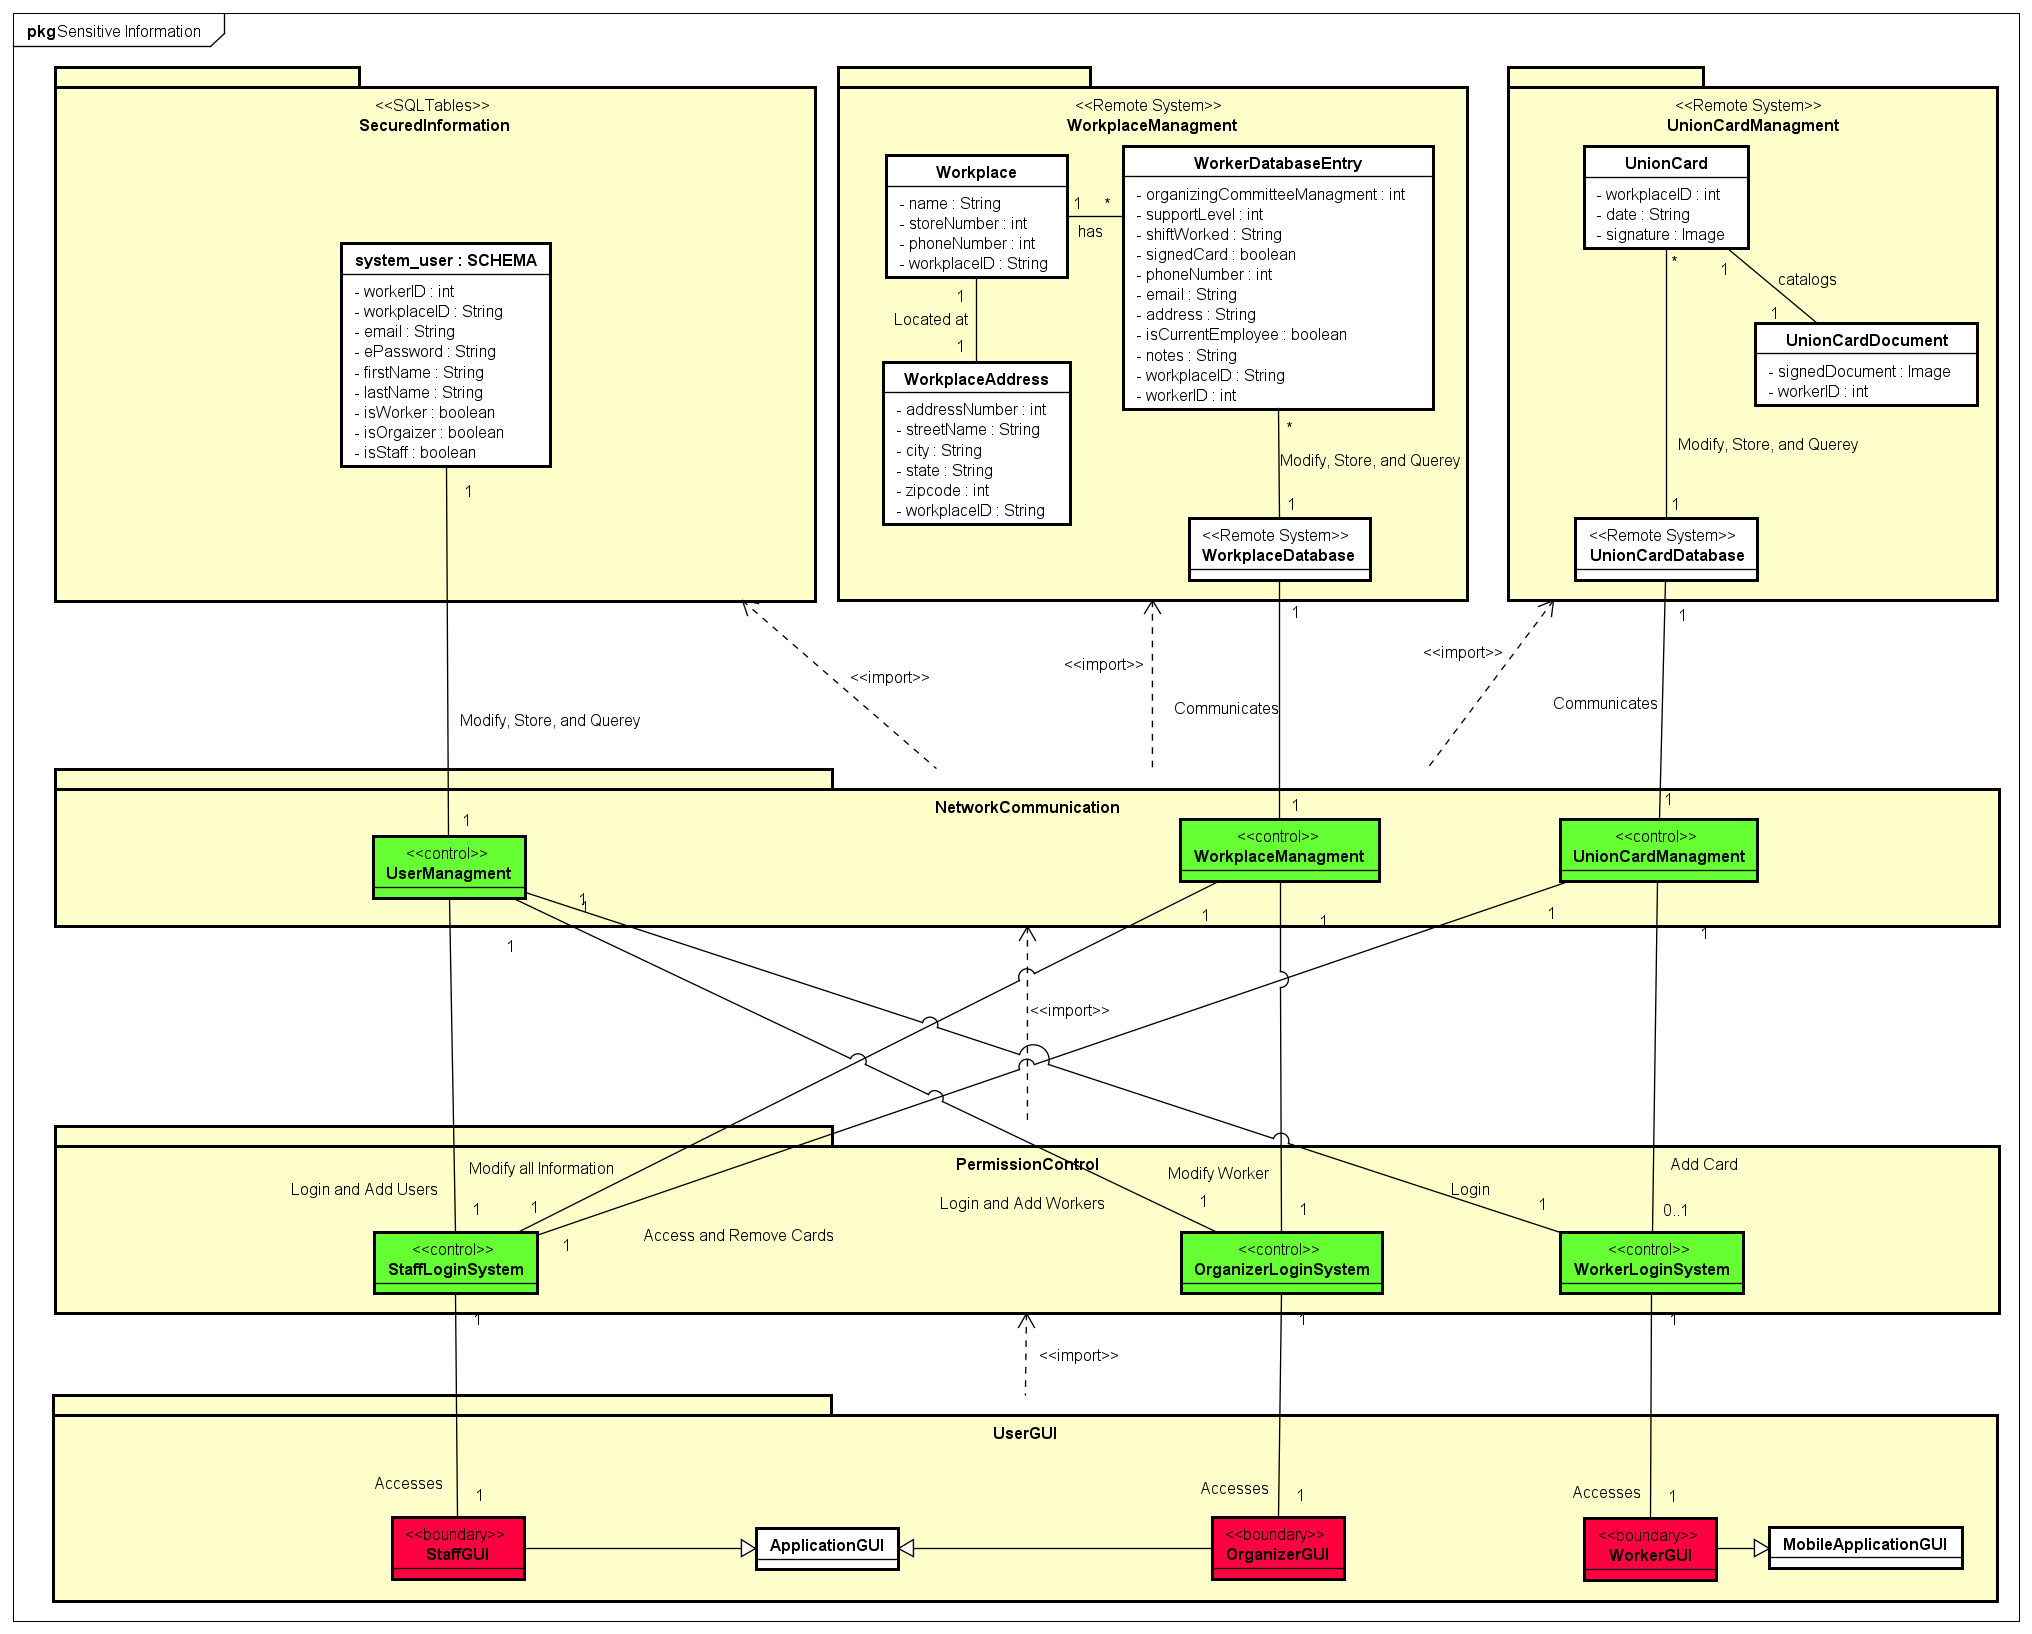 pkg Sensitive Information
<<SQLTables>>
SecuredInformation
system_user : SCHEMA
- workerID : int
- workplaceID : String
- email : String
- ePassword : String
- firstName : String
- lastName : String
- isWorker : boolean
- isOrgaizer : boolean
- isStaff : boolean
1
<<Remote System>>
WorkplaceManagment
Workplace
- name : String
- storeNumber : int
- phoneNumber : int
- workplaceID : String
1
*
has
1
Located at
1
WorkplaceAddress
- addressNumber : int
- streetName : String
- city : String
- state : String
- zipcode : int
- workplaceID : String
WorkerDatabaseEntry
- organizingCommitteeManagment : int
- supportLevel : int
- shiftWorked : String
- signedCard : boolean
- phoneNumber : int
- email : String
- address : String
- isCurrentEmployee : boolean
- notes : String
- workplaceID : String
- workerID : int
*
Modify, Store, and Querey
1
<<Remote System>>
WorkplaceDatabase
1
<<Remote System>>
UnionCardManagment
UnionCard
- workplaceID : int
- date : String
- signature : Image
*
1
catalogs
1
UnionCardDocument
- signedDocument : Image
- workerID : int
Modify, Store, and Querey
1
<<Remote System>>
UnionCardDatabase
1
<<import>>
<<import>>
<<import>>
Modify, Store, and Querey
Communicates
Communicates
NetworkCommunication
1
1
1
<<control>>
UserManagment
<<control>>
WorkplaceManagment
<<control>>
UnionCardManagment
1
1
1
1
1
1
1
<<import>>
PermissionControl
Modify all Information
Login and Add Users
Access and Remove Cards
Login and Add Workers
Modify Worker
Login
Add Card
1
1
1
1
1
1
0..1
<<control>>
StaffLoginSystem
<<control>>
OrganizerLoginSystem
<<control>>
WorkerLoginSystem
1
1
1
<<import>>
UserGUI
Accesses
1
Accesses
1
Accesses
1
<<boundary>>
StaffGUI
ApplicationGUI
<<boundary>>
OrganizerGUI
<<boundary>>
WorkerGUI
MobileApplicationGUI